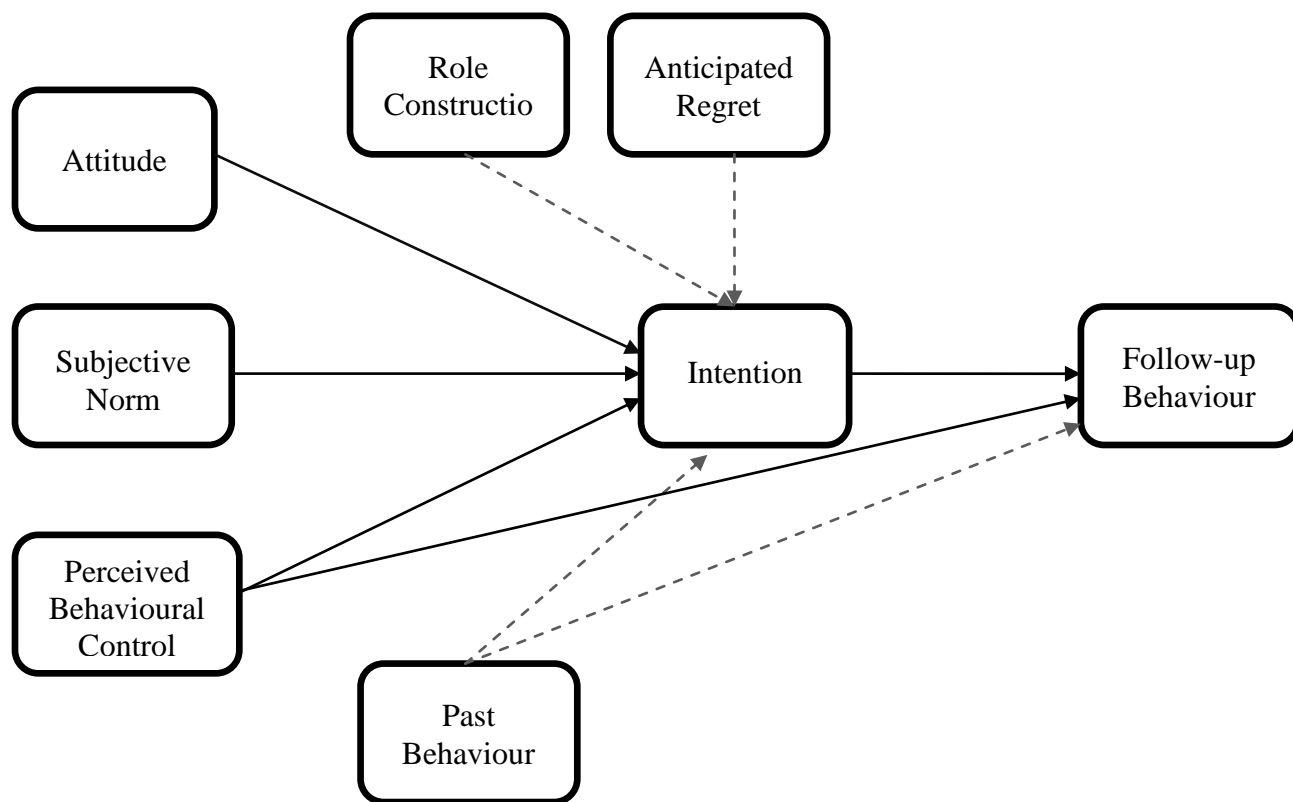 Role
Constructio
Anticipated
Regret
Attitude
Subjective
Norm
Intention
Follow-up
Behaviour
Perceived
Behavioural
Control
Past
Behaviour